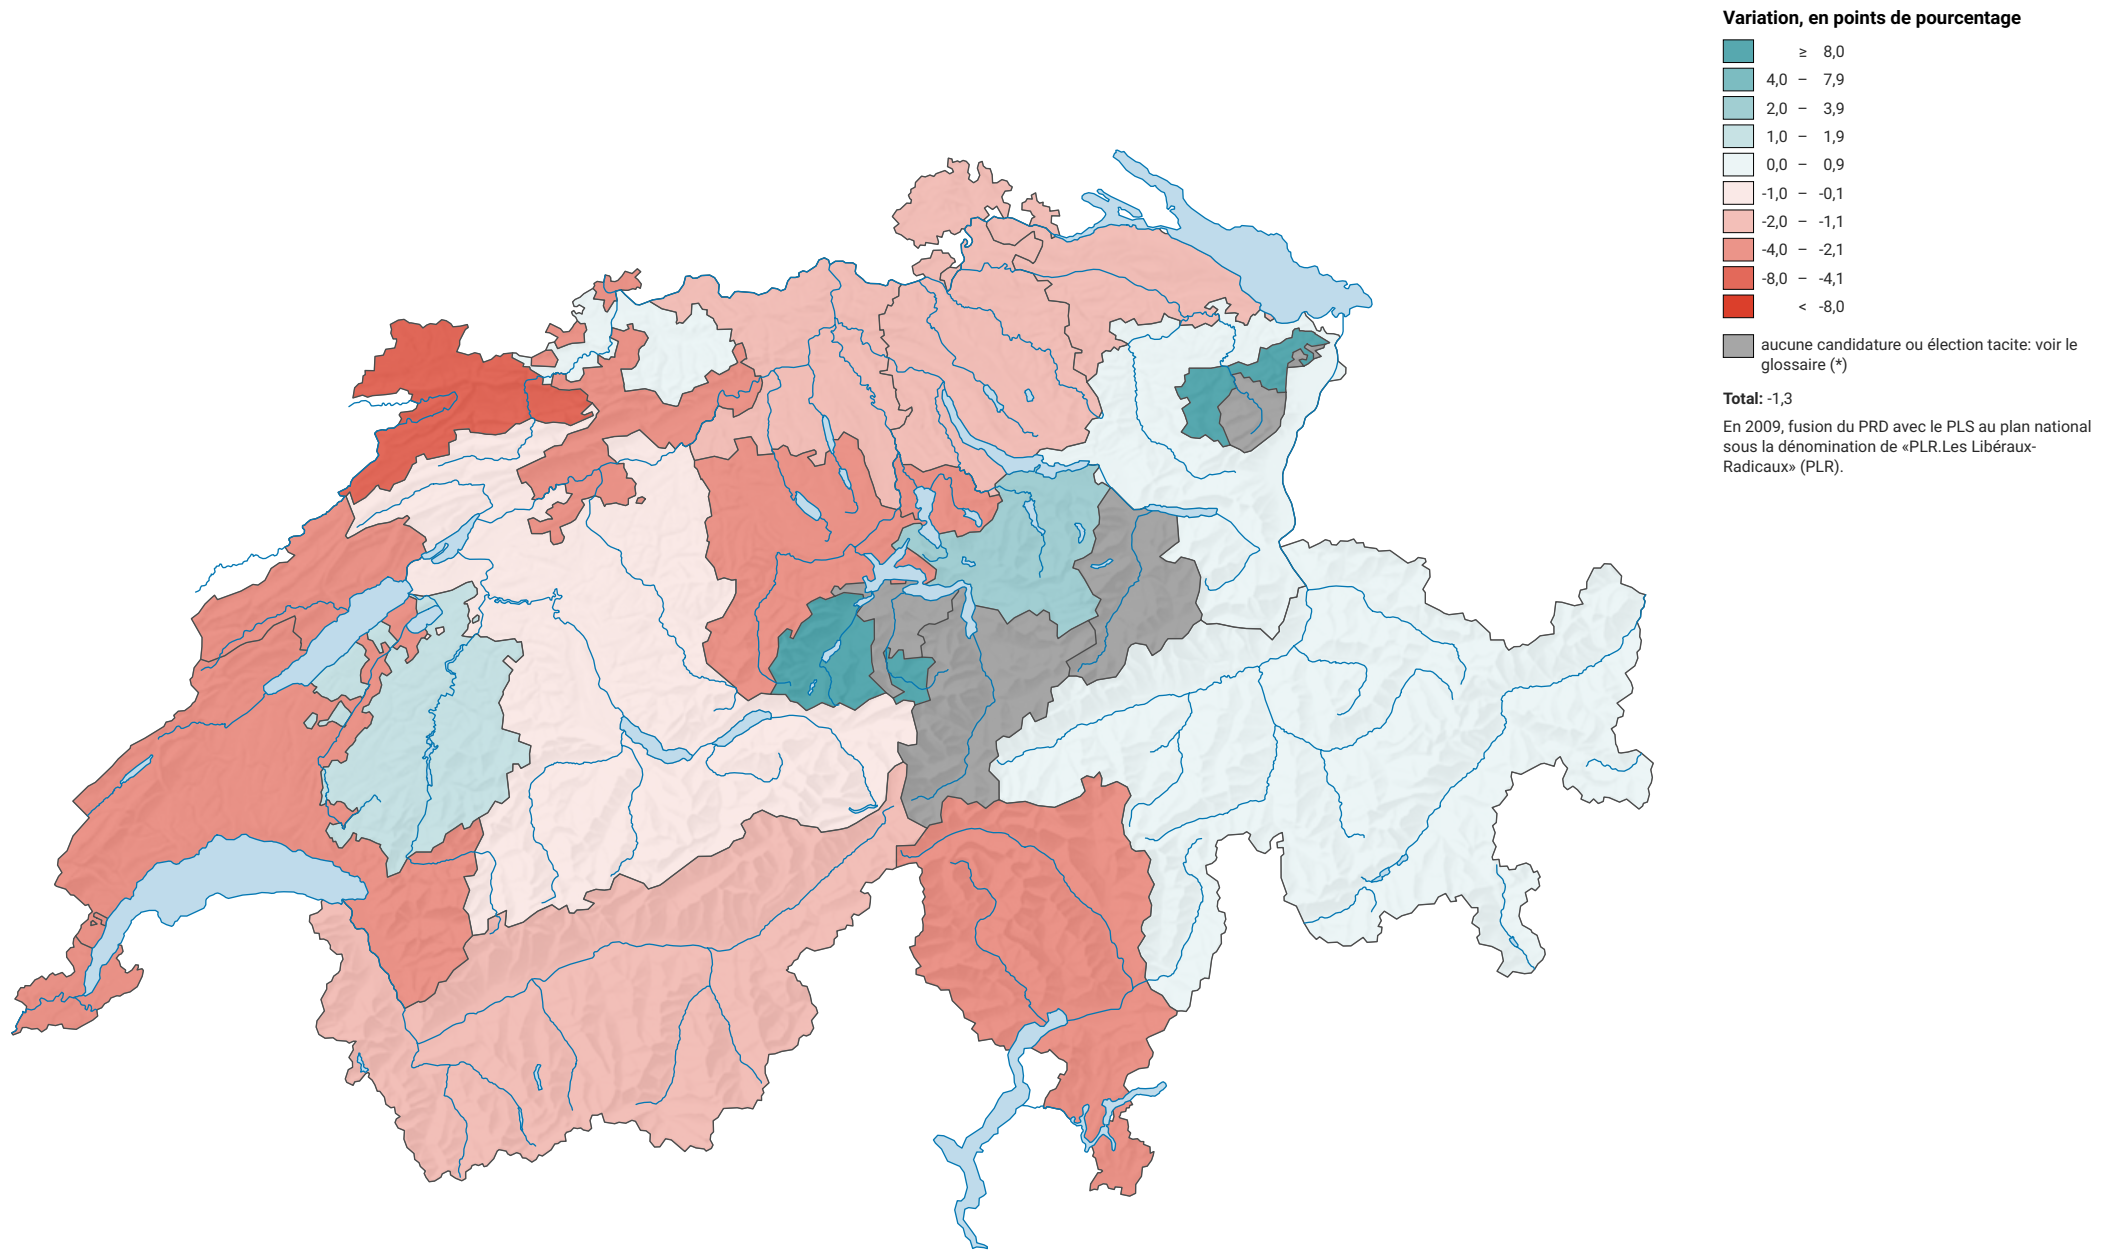 Variation, en points de pourcentage
≥ 8,0
4,0 – 7,9
2,0 – 3,9
1,0 – 1,9
0,0 – 0,9
-1,0 – -0,1
-2,0 – -1,1
-4,0 – -2,1
-8,0 – -4,1
< -8,0
aucune candidature ou élection tacite: voir le
glossaire (*)
Total: -1,3
En 2009, fusion du PRD avec le PLS au plan national
sous la dénomination de «PLR.Les Libéraux-
Radicaux» (PLR).